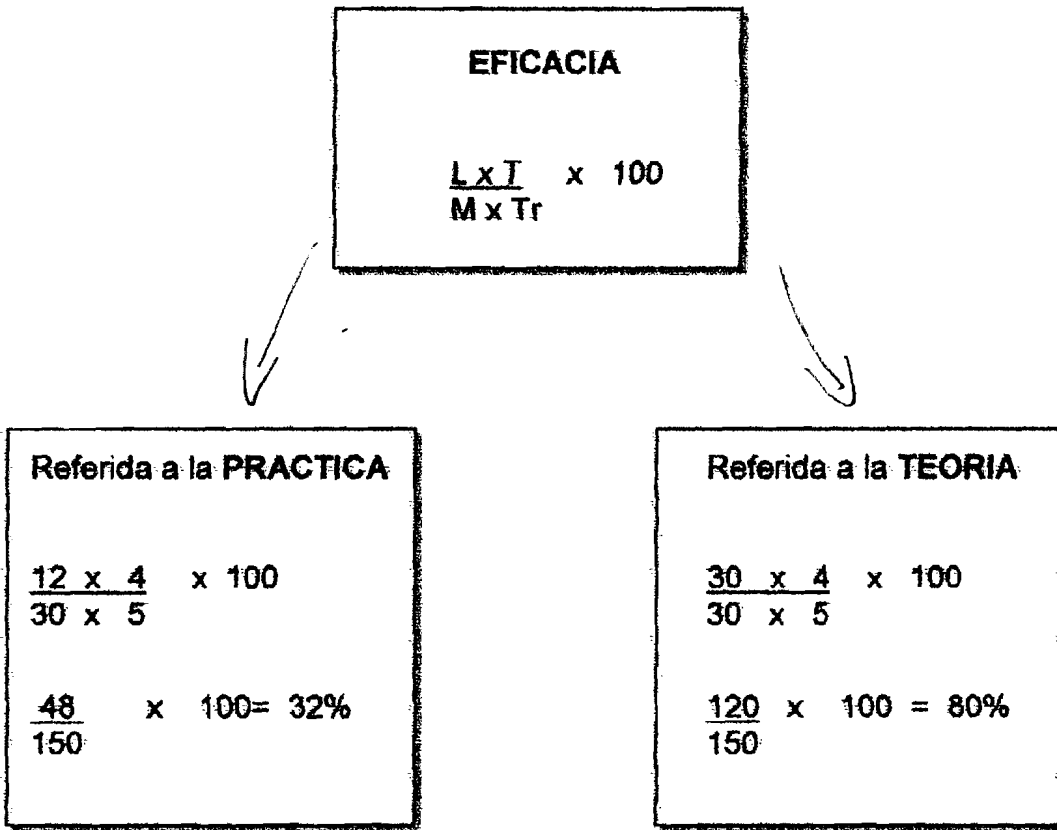 EFICACIA
L x T x 100
M x Tr
Referida a la PRACTICA
12 x 4 x 100
30 x 5
48 x 100= 32%
150
Referida a la TEORIA
30 x 4 x 100
30 x 5
120 x 100 = 80%
150